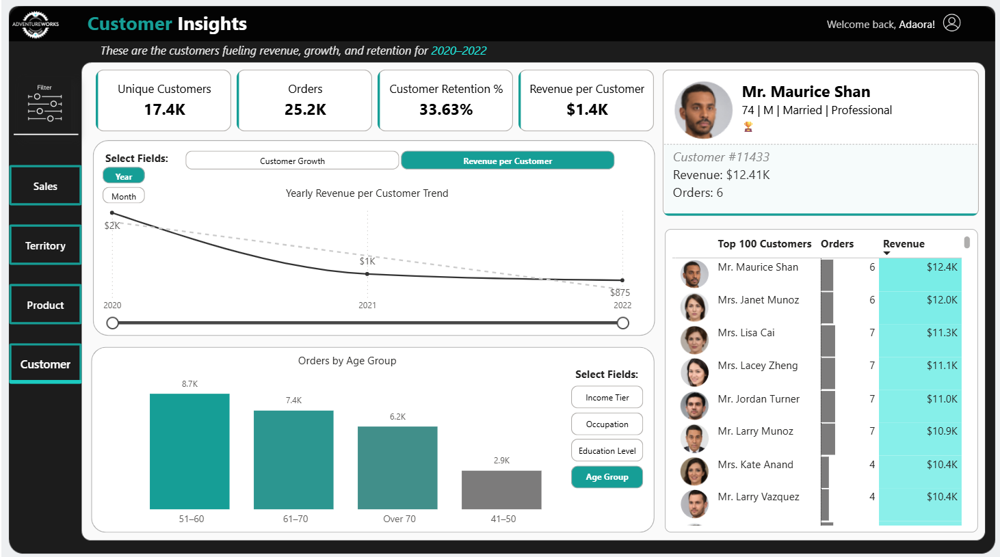 ADVENTUREWORKS
Customer Insights
Welcome back, Adaora!
These are the customers fueling revenue, growth, and retention for 2020–2022
Filter
Sales
Territory
Product
Customer
Unique Customers
17.4K
Orders
25.2K
Customer Retention %
33.63%
Revenue per Customer
$1.4K
Select Fields:
Year
Month
Customer Growth
Revenue per Customer
Yearly Revenue per Customer Trend
$2K
$1K
$875
2020
2021
2022
Orders by Age Group
8.7K
7.4K
6.2K
2.9K
51–60
61–70
Over 70
41–50
Select Fields:
Income Tier
Occupation
Education Level
Age Group
Mr. Maurice Shan
74 | M | Married | Professional
Customer #11433
Revenue: $12.41K
Orders: 6
Top 100 Customers Orders Revenue
Mr. Maurice Shan 6 $12.4K
Mrs. Janet Munoz 6 $12.0K
Mrs. Lisa Cai 7 $11.3K
Mrs. Lacey Zheng 7 $11.1K
Mr. Jordan Turner 7 $11.0K
Mr. Larry Munoz 7 $10.9K
Mrs. Kate Anand 4 $10.4K
Mr. Larry Vazquez 4 $10.4K